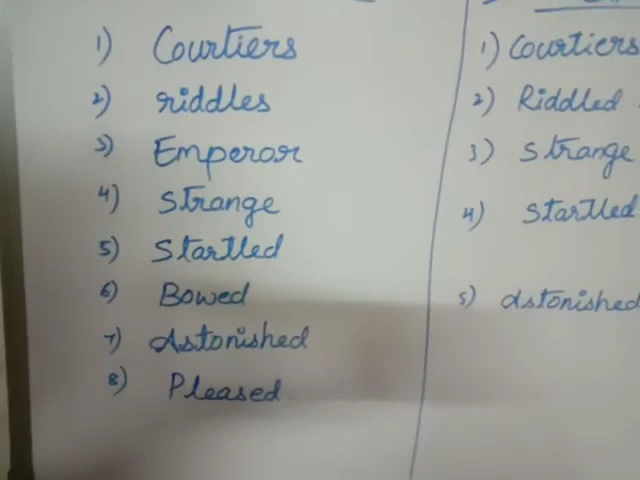 1) Courtiers
2) riddles
3) Emperor
4) strange
5) Startled
6) Bowed
7) Astonished
8) Pleased
1) Courtiers
2) Riddled
3) strange
4) startled
5) Astonished